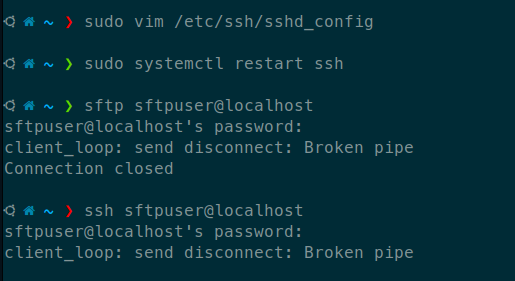 ~ ❯ sudo vim /etc/ssh/sshd_config
~ ❯ sudo systemctl restart ssh
~ ❯ sftp sftpuser@localhost
sftpuser@localhost's password:
client_loop: send disconnect: Broken pipe
Connection closed
~ ❯ ssh sftpuser@localhost
sftpuser@localhost's password:
client_loop: send disconnect: Broken pipe